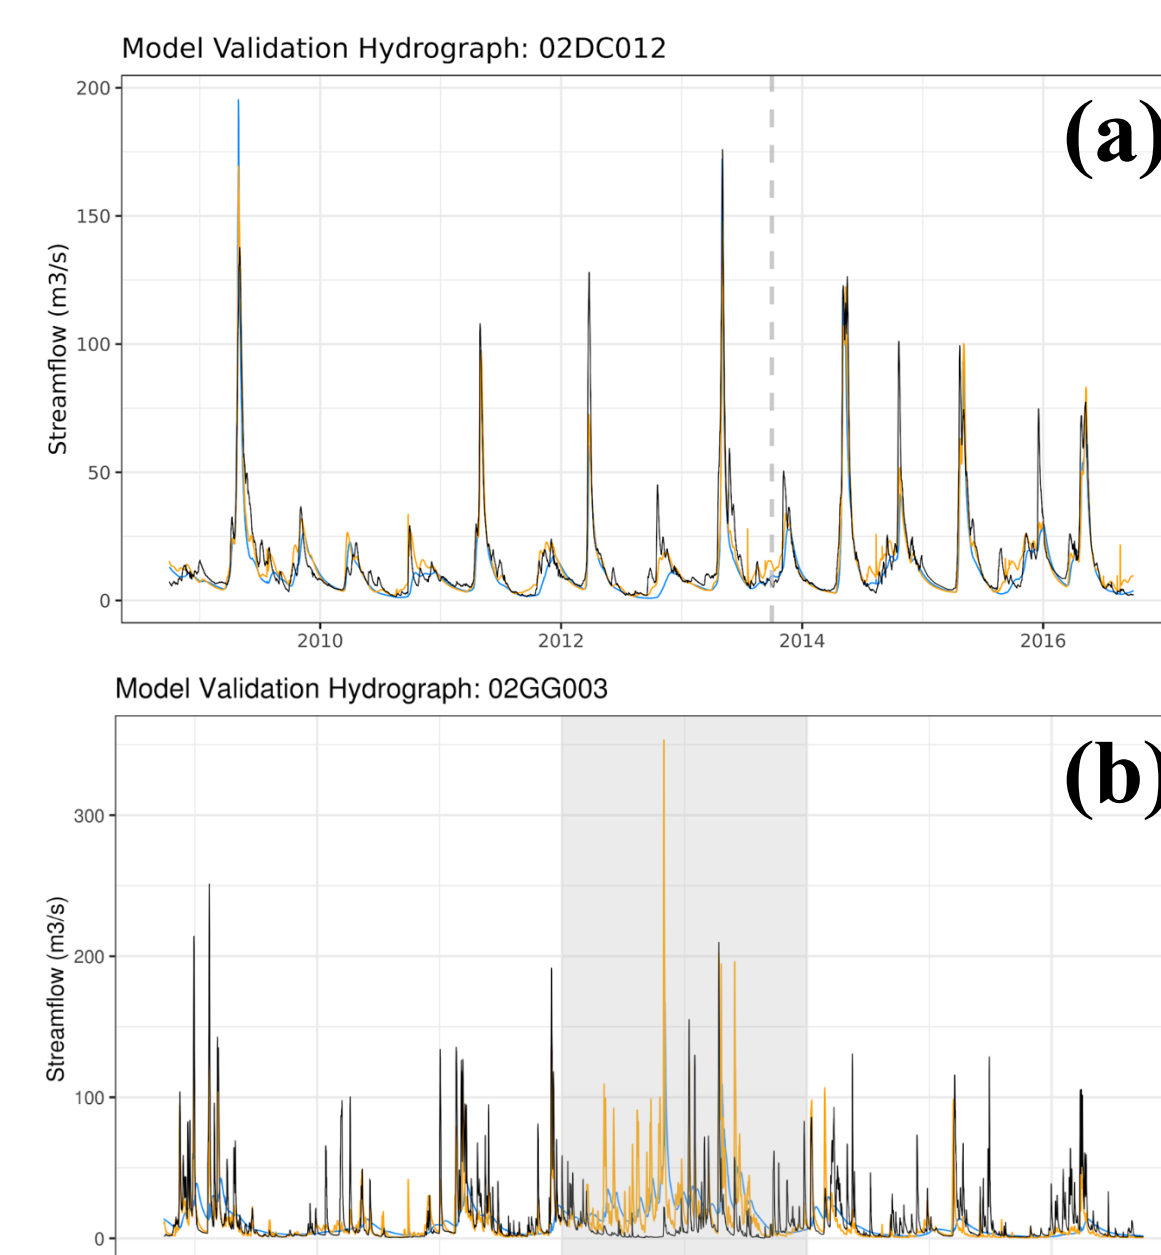 Model Validation Hydrograph: 02DC012
(a)
Streamflow (m3/s)
200
150
100
50
0
2010 2012 2014 2016
Model Validation Hydrograph: 02GG003
(b)
Streamflow (m3/s)
300
200
100
0